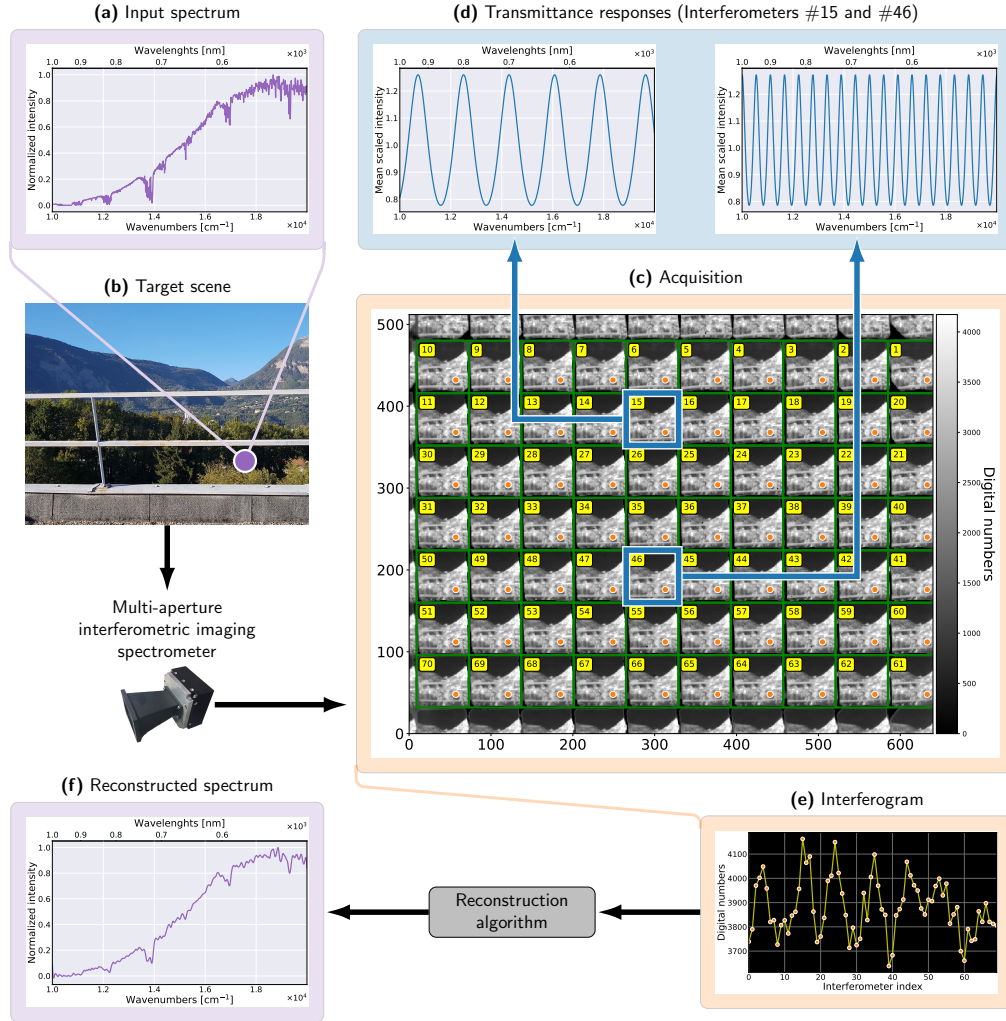 (a) Input spectrum
Wavelenghts [nm]
×10³
1.0 0.9 0.8 0.7 0.6
Normalized intensity
1.0
0.8
0.6
0.4
0.2
0.0
1.0 1.2 1.4 1.6 1.8
Wavenumbers [cm⁻¹]
×10⁴
(d) Transmittance responses (Interferometers #15 and #46)
Wavelenghts [nm]
×10³
1.0 0.9 0.8 0.7 0.6
Mean scaled intensity
1.2
1.1
1.0
0.9
0.8
1.0 1.2 1.4 1.6 1.8
Wavenumbers [cm⁻¹]
×10⁴
Wavelenghts [nm]
×10³
1.0 0.9 0.8 0.7 0.6
Mean scaled intensity
1.2
1.1
1.0
0.9
0.8
1.0 1.2 1.4 1.6 1.8
Wavenumbers [cm⁻¹]
×10⁴
(b) Target scene
Multi-aperture
interferometric imaging
spectrometer
(c) Acquisition
500
400
300
200
100
0
10 9 8 7 6 5 4 3 2 1
11 12 13 14 15 16 17 18 19 20
30 29 28 27 26 25 24 23 22 21
31 32 33 34 35 36 37 38 39 40
50 49 48 47 46 45 44 43 42 41
51 52 53 54 55 56 57 58 59 60
70 69 68 67 66 65 64 63 62 61
0 100 200 300 400 500 600
4000
3500
3000
2500
2000
1500
1000
500
0
Digital numbers
(f) Reconstructed spectrum
Wavelenghts [nm]
×10³
1.0 0.9 0.8 0.7 0.6
Normalized intensity
1.0
0.8
0.6
0.4
0.2
0.0
1.0 1.2 1.4 1.6 1.8
Wavenumbers [cm⁻¹]
×10⁴
Reconstruction
algorithm
(e) Interferogram
Digital numbers
4100
4000
3900
3800
3700
0 10 20 30 40 50 60
Interferometer index